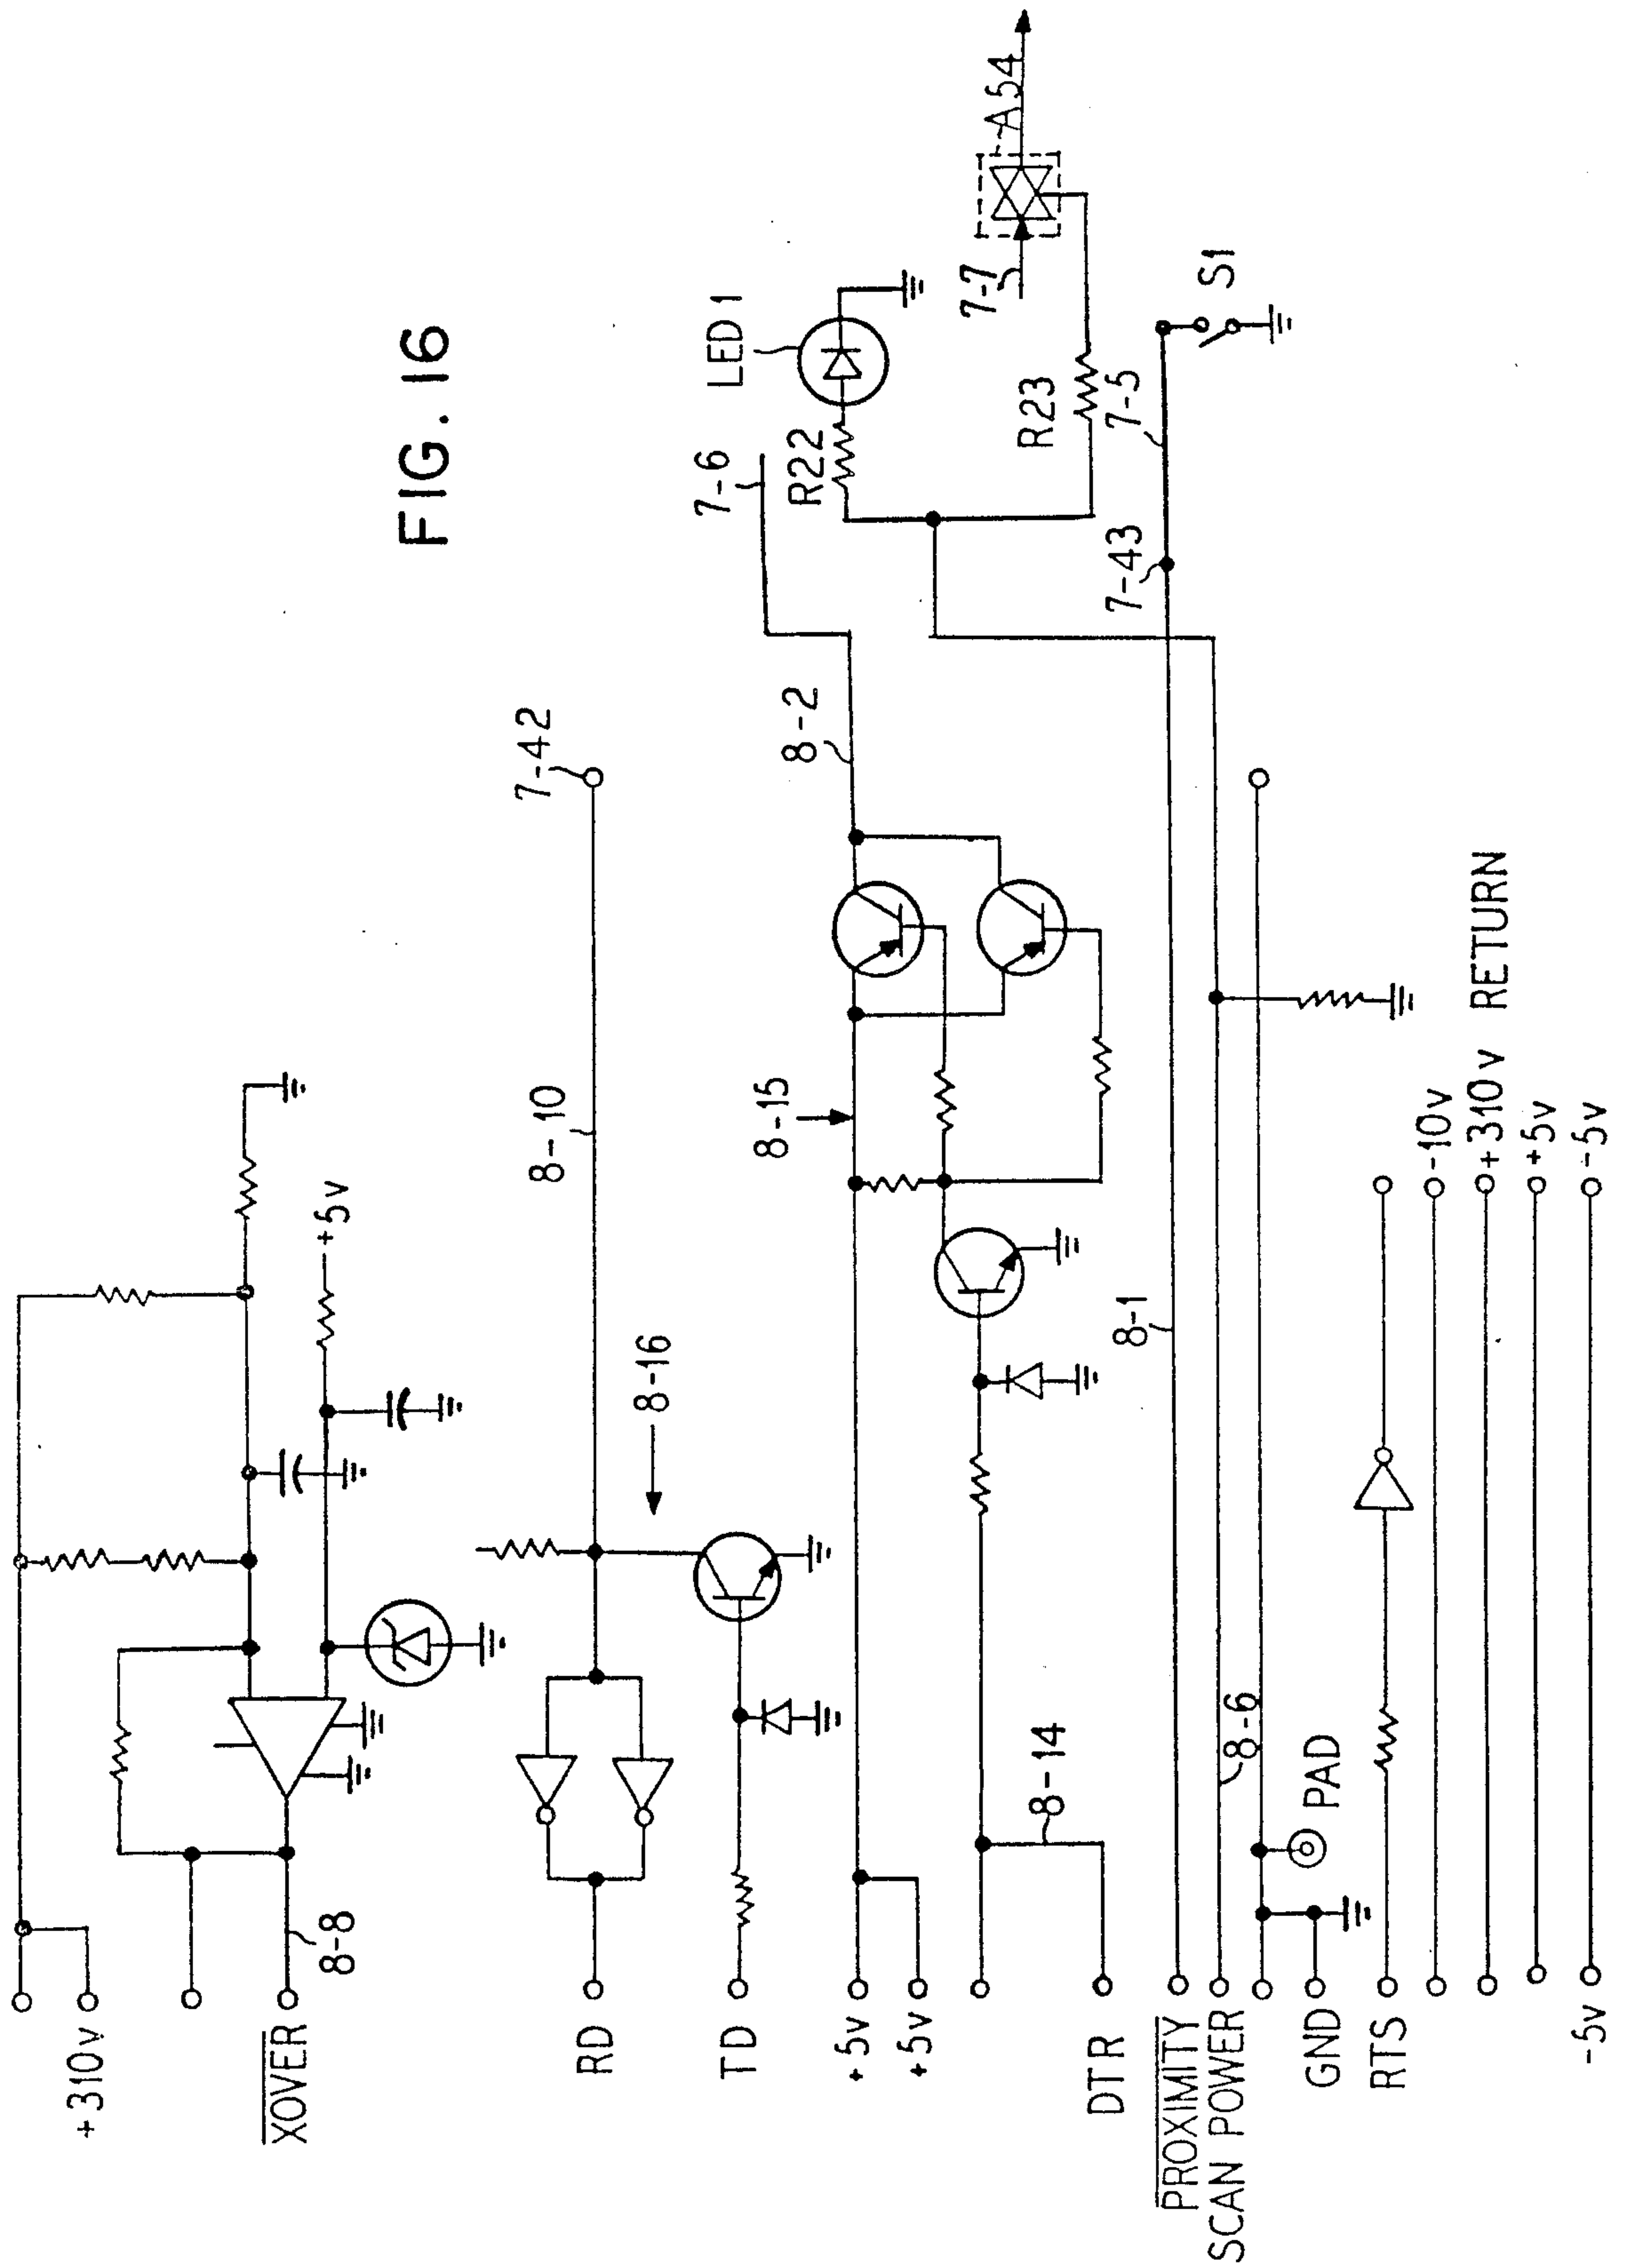 FIG. 16
+310v
XOVER
8-8
+5v
RD
8-10
7-42
8-16
TD
+5v
+5v
8-15
8-2
7-6
R22
LED 1
R23
7-7
A54
DTR
8-14
PROXIMITY
8-1
7-43
7-5
S1
SCAN POWER
8-6
PAD
GND
RTS
-10v
+310v RETURN
+5v
-5v
-5v